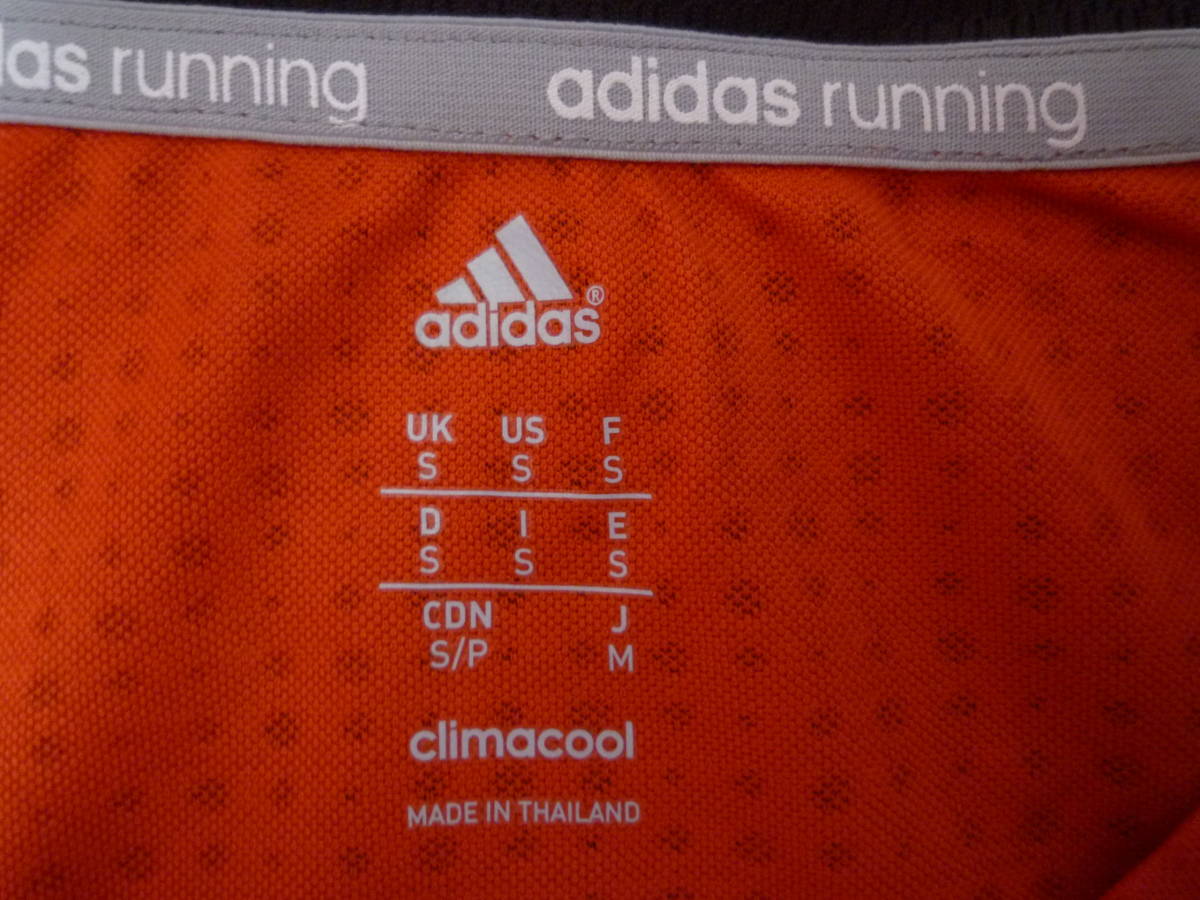 das running adidas running
adidas®
UK US F
S S S
D I E
S S S
CDN J
S/P M
climacool
MADE IN THAILAND